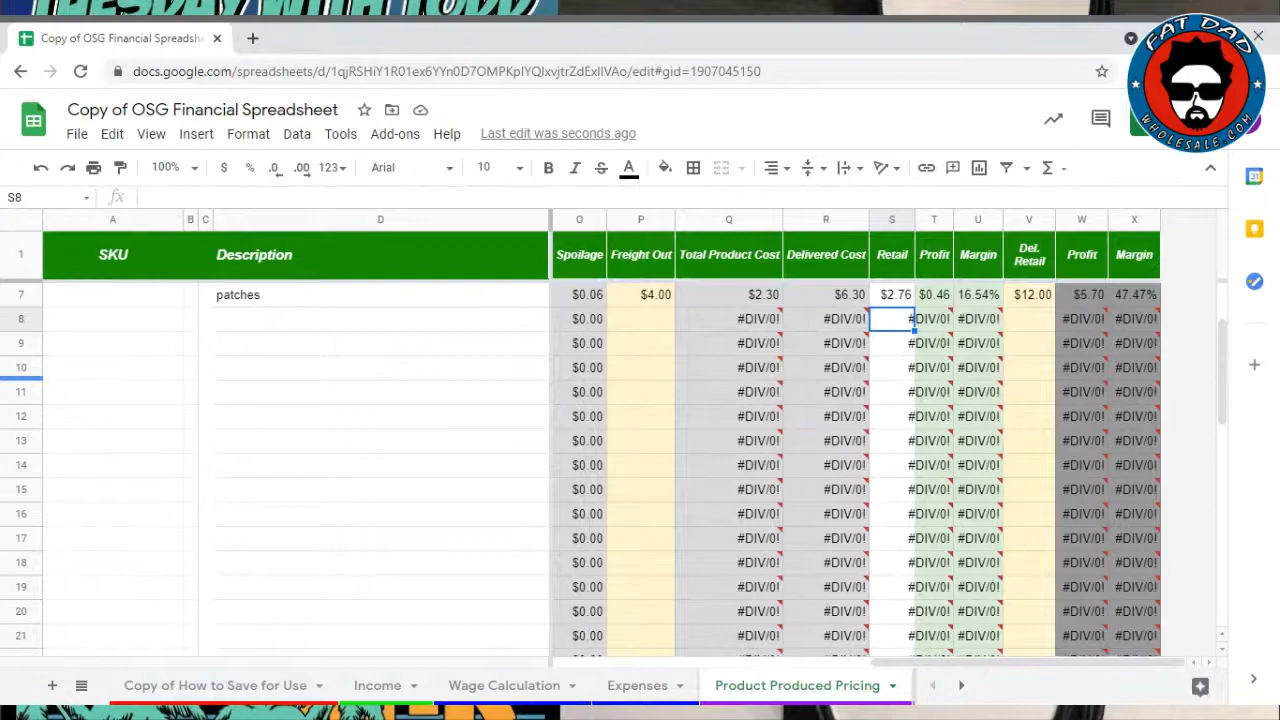 TUESDAY WITH TODD
Copy of OSG Financial Spreadsh
FAT DAD
WHOLESALE.COM
Copy of OSG Financial Spreadsheet
File Edit View Insert Format Data Tools Add-ons Help Last edit was seconds ago
100% $ % .0 .00 123 Arial 10 B I S A
S8 fx
A B C D O P Q R S T U V W X
1 SKU Description Spoilage Freight Out Total Product Cost Delivered Cost Retail Profit Margin Del. Retail Profit Margin
7 patches $0.06 $4.00 $2.30 $6.30 $2.76 $0.46 16.54% $12.00 $5.70 47.47%
8 $0.00 #DIV/0! #DIV/0! #DIV/0! #DIV/0! #DIV/0! #DIV/0!
9 $0.00 #DIV/0! #DIV/0! #DIV/0! #DIV/0! #DIV/0! #DIV/0!
10 $0.00 #DIV/0! #DIV/0! #DIV/0! #DIV/0! #DIV/0! #DIV/0!
11 $0.00 #DIV/0! #DIV/0! #DIV/0! #DIV/0! #DIV/0! #DIV/0!
12 $0.00 #DIV/0! #DIV/0! #DIV/0! #DIV/0! #DIV/0! #DIV/0!
13 $0.00 #DIV/0! #DIV/0! #DIV/0! #DIV/0! #DIV/0! #DIV/0!
14 $0.00 #DIV/0! #DIV/0! #DIV/0! #DIV/0! #DIV/0! #DIV/0!
15 $0.00 #DIV/0! #DIV/0! #DIV/0! #DIV/0! #DIV/0! #DIV/0!
16 $0.00 #DIV/0! #DIV/0! #DIV/0! #DIV/0! #DIV/0! #DIV/0!
17 $0.00 #DIV/0! #DIV/0! #DIV/0! #DIV/0! #DIV/0! #DIV/0!
18 $0.00 #DIV/0! #DIV/0! #DIV/0! #DIV/0! #DIV/0! #DIV/0!
19 $0.00 #DIV/0! #DIV/0! #DIV/0! #DIV/0! #DIV/0! #DIV/0!
20 $0.00 #DIV/0! #DIV/0! #DIV/0! #DIV/0! #DIV/0! #DIV/0!
21 $0.00 #DIV/0! #DIV/0! #DIV/0! #DIV/0! #DIV/0! #DIV/0!
Copy of How to Save for Use Income Wage Calculation Expenses Product Produced Pricing